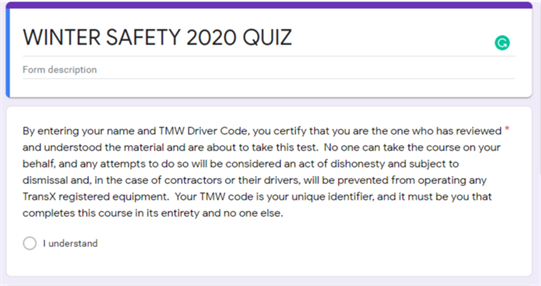 WINTER SAFETY 2020 QUIZ
Form description
By entering your name and TMW Driver Code, you certify that you are the one who has reviewed *
and understood the material and are about to take this test.  No one can take the course on your
behalf, and any attempts to do so will be considered an act of dishonesty and subject to
dismissal and, in the case of contractors or their drivers, will be prevented from operating any
TransX registered equipment.  Your TMW code is your unique identifier, and it must be you that
completes this course in its entirety and no one else.
I understand